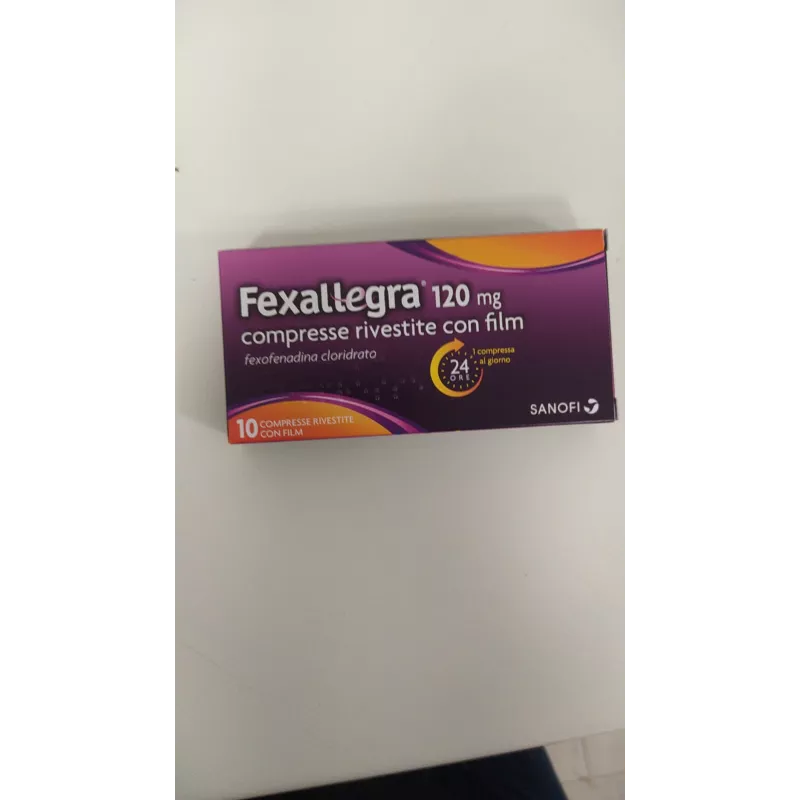 Fexallegra® 120 mg
compresse rivestite con film
fexofenadina cloridrato
24
ORE
1 compressa
al giorno
10 COMPRESSE RIVESTITE
CON FILM
SANOFI